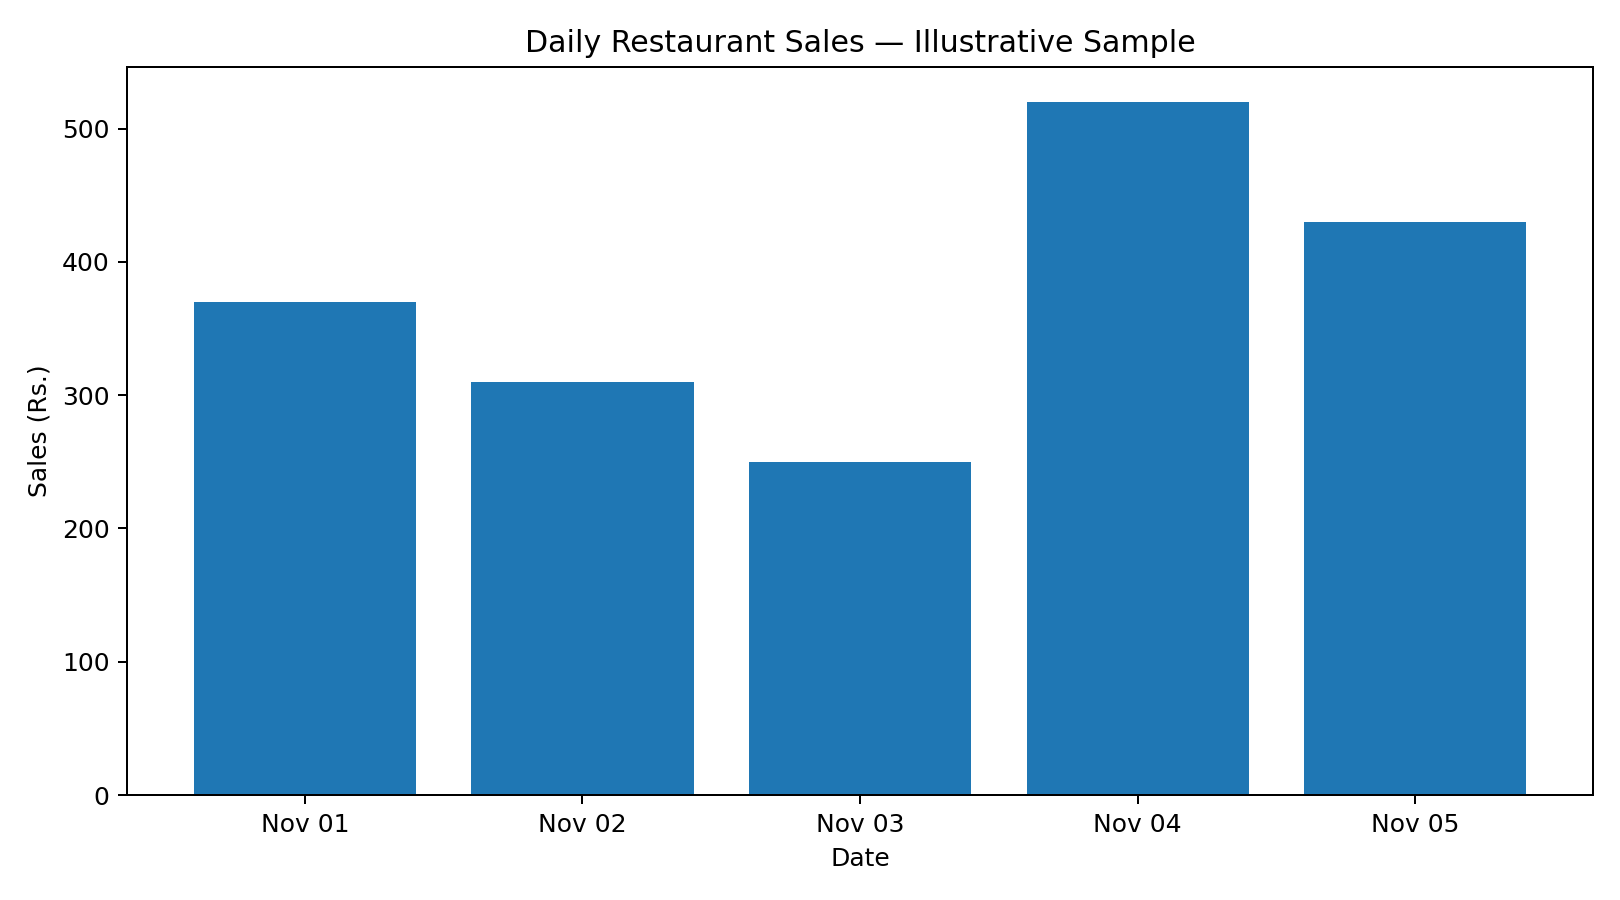 Daily Restaurant Sales — Illustrative Sample
500
400
300
200
100
0
Sales (Rs.)
Nov 01 Nov 02 Nov 03 Nov 04 Nov 05
Date